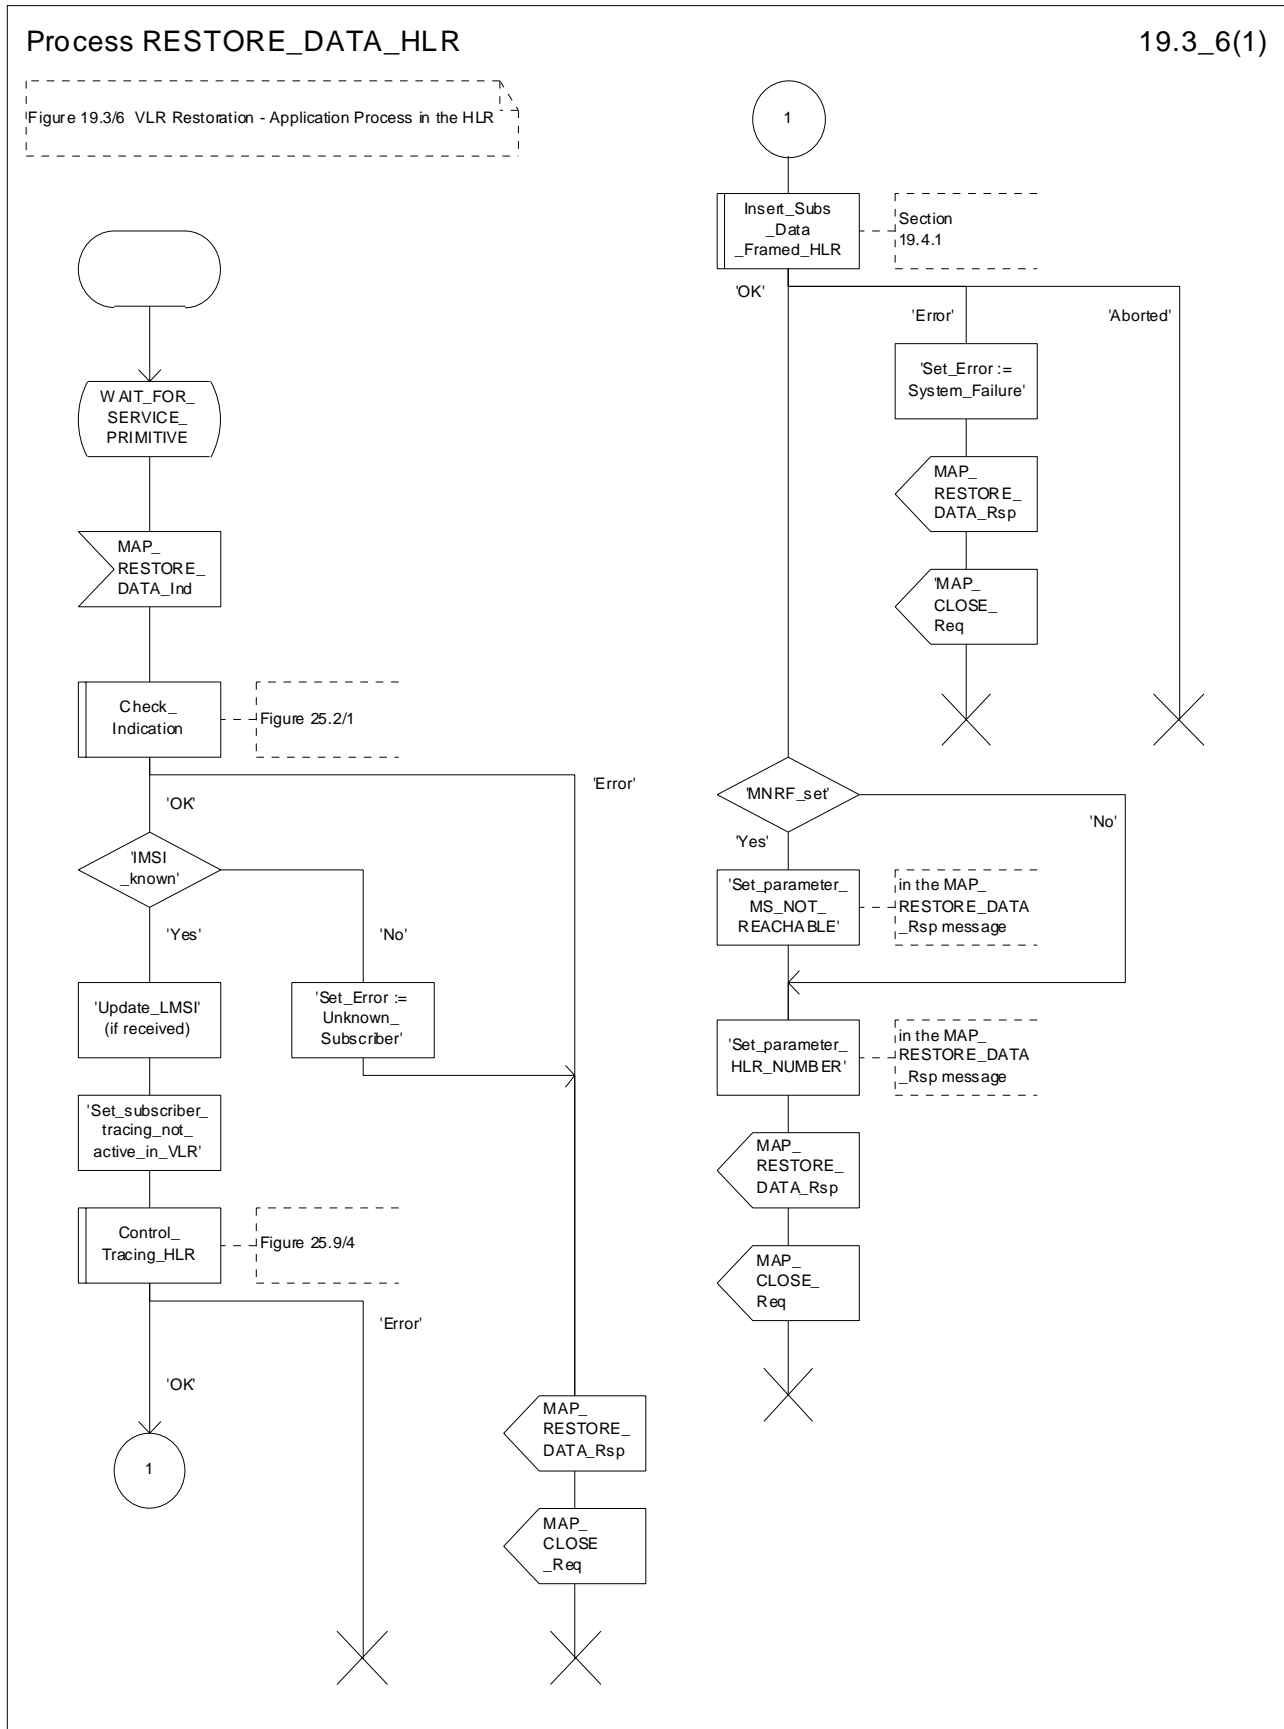 Process RESTORE_DATA_HLR
19.3_6(1)
Figure 19.3/6 VLR Restoration - Application Process in the HLR
WAIT_FOR_
SERVICE_
PRIMITIVE
MAP_
RESTORE_
DATA_Ind
Check_
Indication
Figure 25.2/1
'Error'
'OK'
'IMSI
_known'
'Yes'
'No'
'Update_LMSI'
(if received)
'Set_Error :=
Unknown_
Subscriber'
'Set_subscriber_
tracing_not_
active_in_VLR'
Control_
Tracing_HLR
Figure 25.9/4
'Error'
'OK'
1
MAP_
RESTORE_
DATA_Rsp
MAP_
CLOSE
_Req
1
Insert_Subs
_Data
_Framed_HLR
Section
19.4.1
'OK'
'Error'
'Aborted'
'Set_Error :=
System_Failure'
MAP_
RESTORE_
DATA_Rsp
'MAP_
CLOSE_
Req
'MNRF_set'
'No'
'Yes'
'Set_parameter_
MS_NOT_
REACHABLE'
in the MAP_
RESTORE_DATA
_Rsp message
'Set_parameter_
HLR_NUMBER'
in the MAP_
RESTORE_DATA
_Rsp message
MAP_
RESTORE_
DATA_Rsp
MAP_
CLOSE_
Req